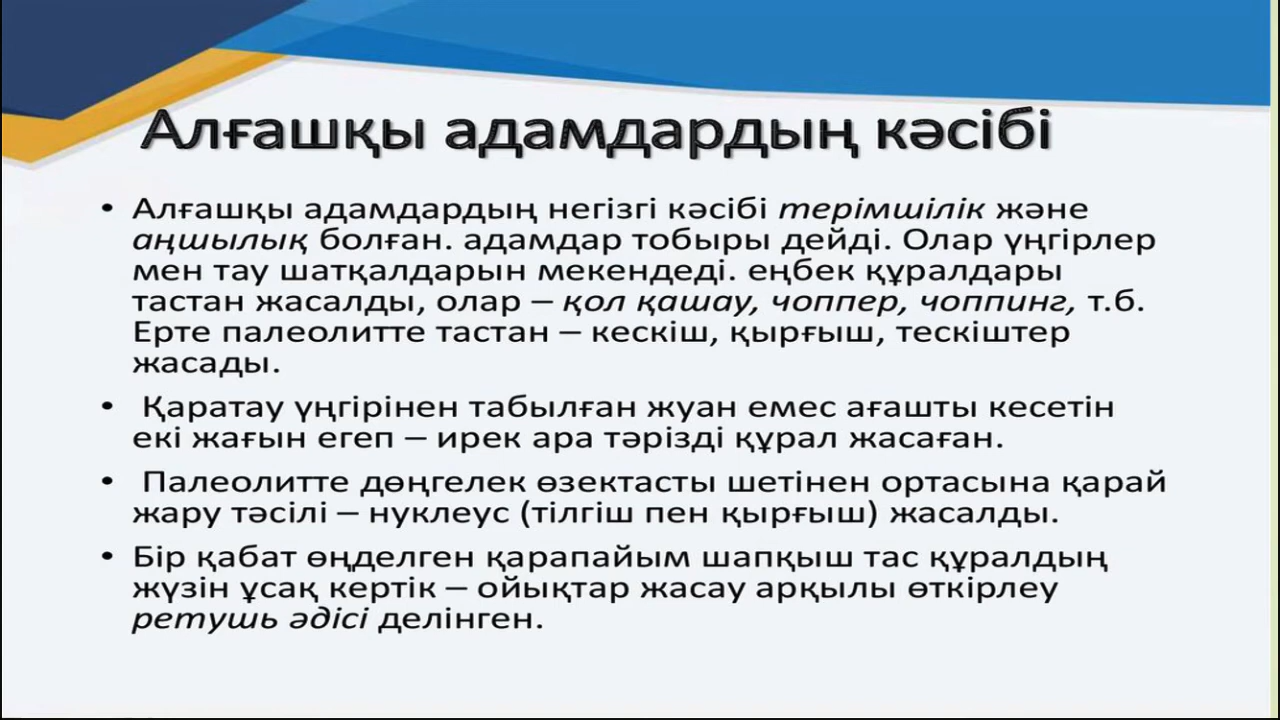 Алғашқы адамдардың кәсібі
• Алғашқы адамдардың негізгі кәсібі терімшілік және
аңшылық болған. адамдар тобыры дейді. Олар үңгірлер
мен тау шатқалдарын мекендеді. еңбек құралдары
тастан жасалды, олар – қол қашау, чоппер, чоппинг, т.б.
Ерте палеолитте тастан – кескіш, қырғыш, тескіштер
жасады.
• Қаратау үңгірінен табылған жуан емес ағашты кесетін
екі жағын егеп – ирек ара тәрізді құрал жасаған.
• Палеолитте дөңгелек өзектасты шетінен ортасына қарай
жару тәсілі – нуклеус (тілгіш пен қырғыш) жасалды.
• Бір қабат өңделген қарапайым шапқыш тас құралдың
жүзін ұсақ кертік – ойықтар жасау арқылы өткірлеу
ретушь әдісі делінген.